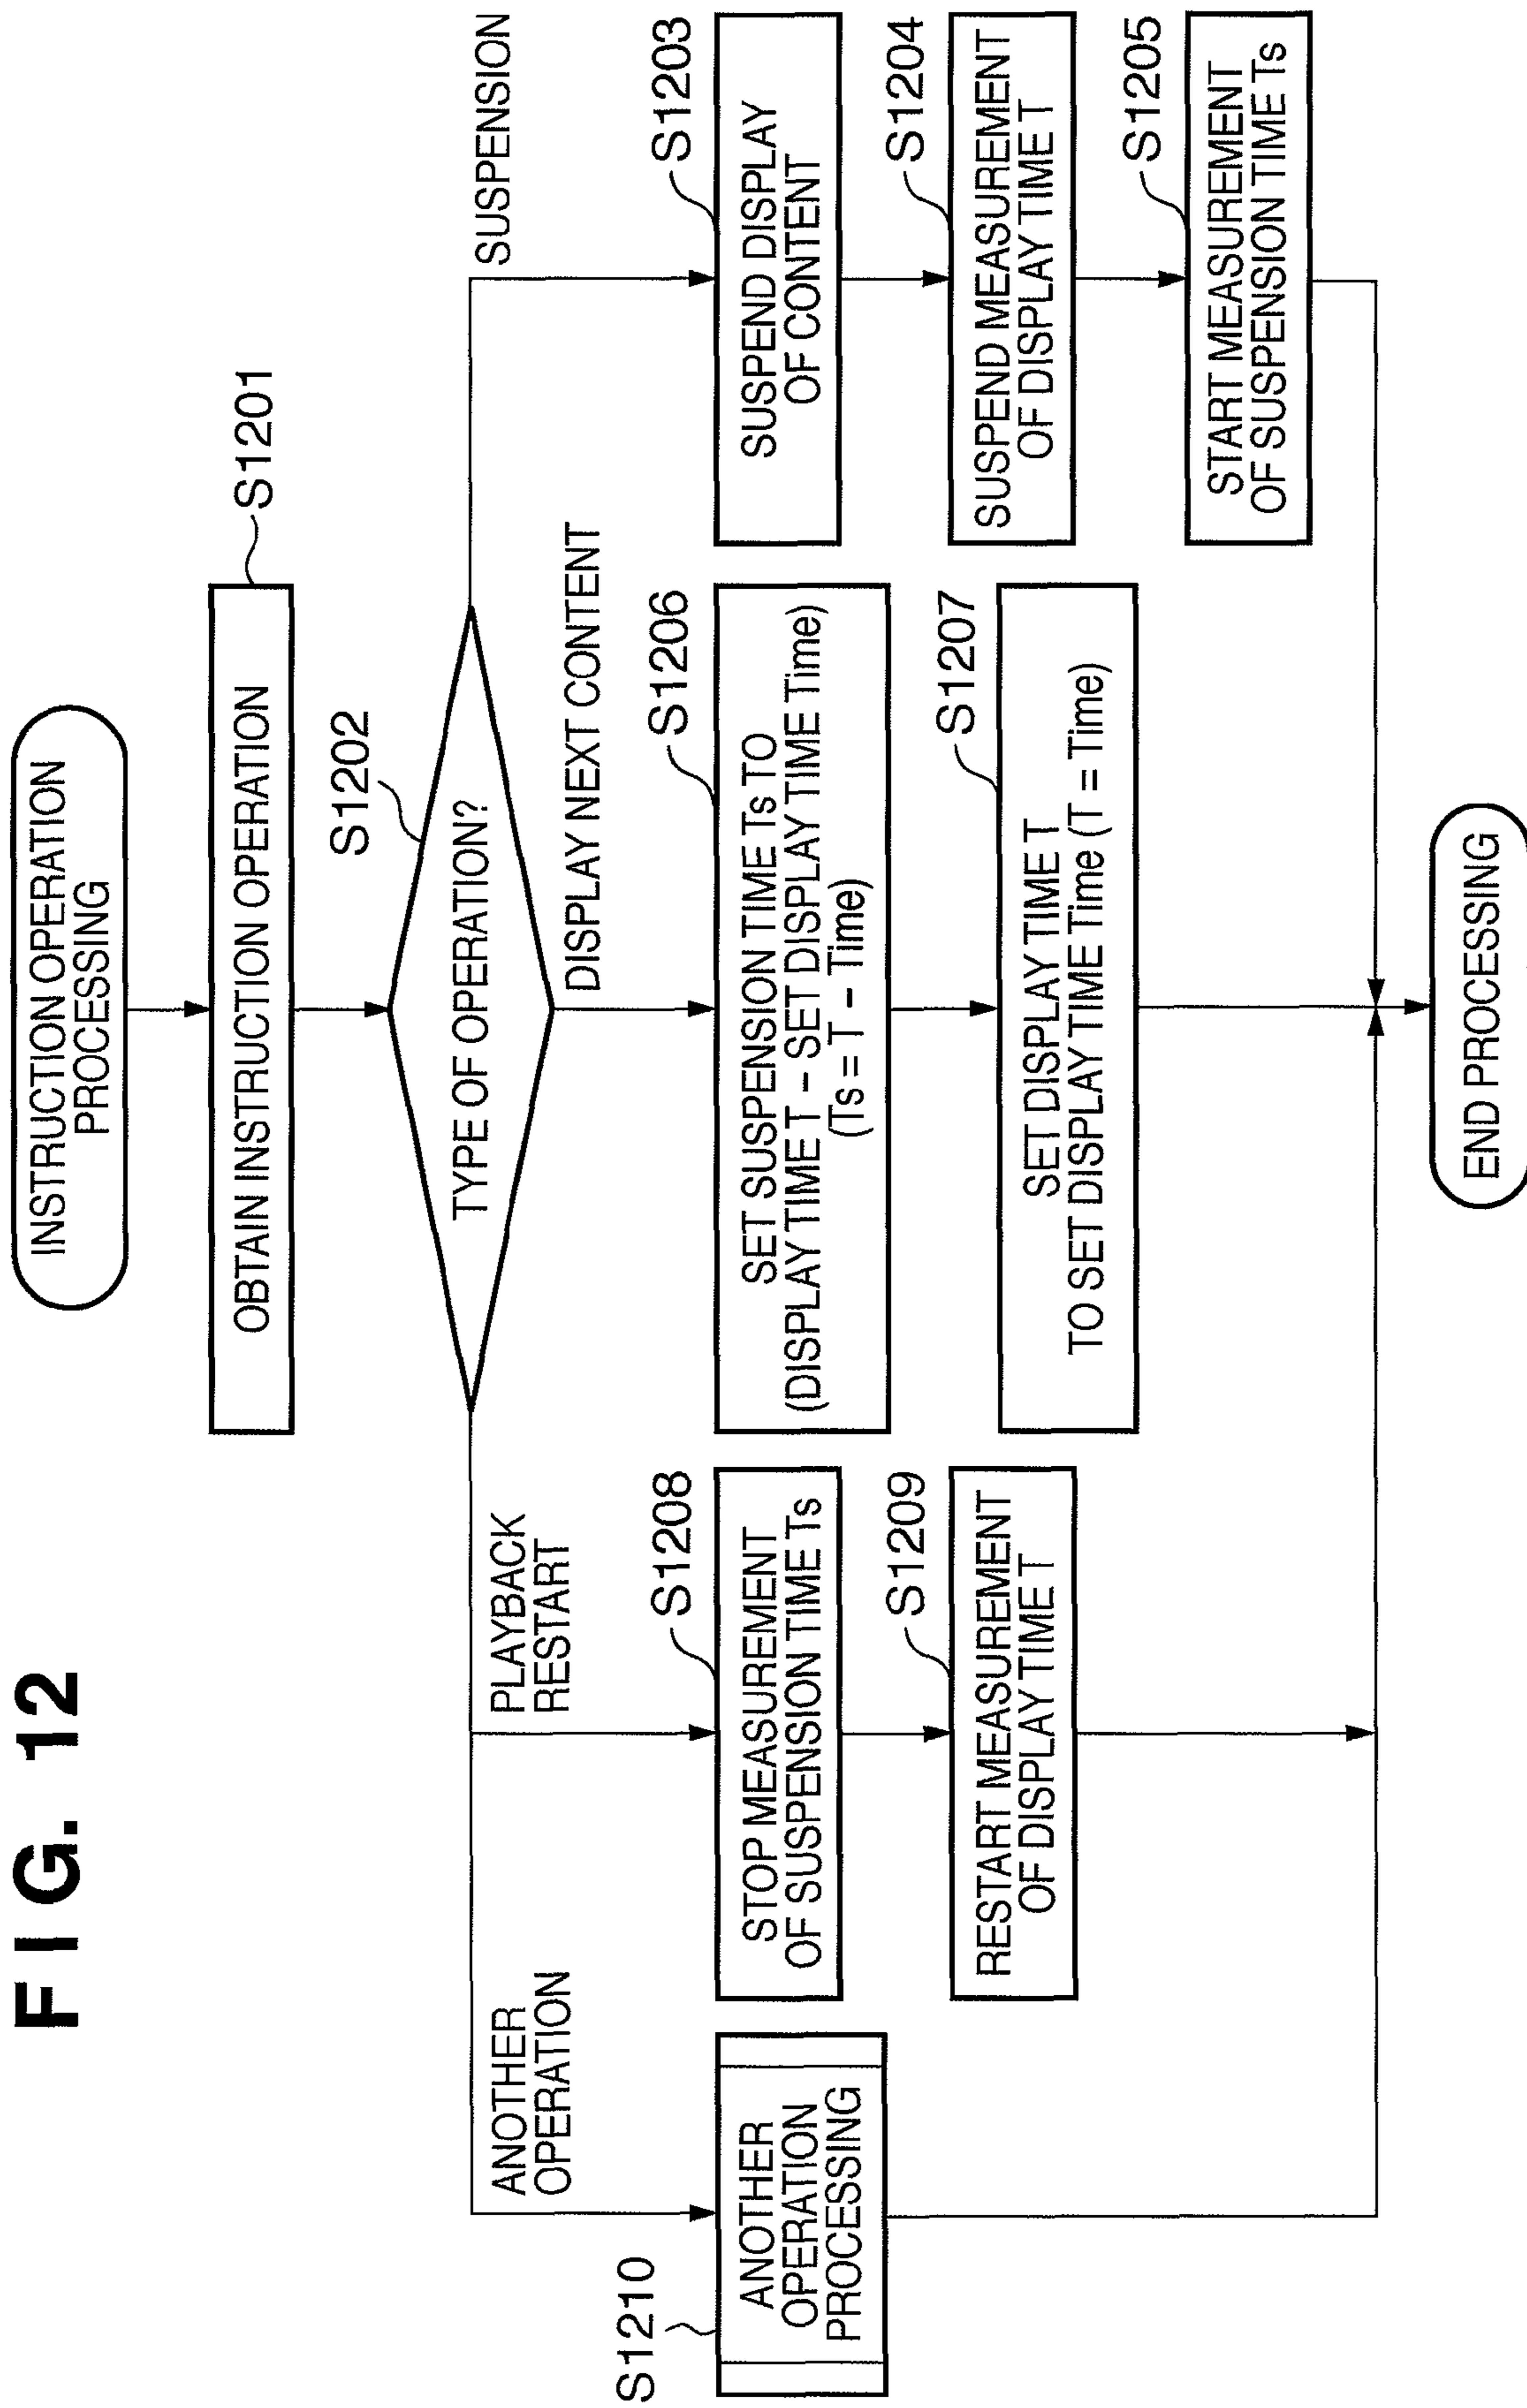 FIG. 12
INSTRUCTION OPERATION
PROCESSING
OBTAIN INSTRUCTION OPERATION
S1201
S1202
TYPE OF OPERATION?
ANOTHER
OPERATION
PLAYBACK
RESTART
DISPLAY NEXT CONTENT
SUSPENSION
S1210
ANOTHER
OPERATION
PROCESSING
S1208
STOP MEASUREMENT
OF SUSPENSION TIME Ts
S1209
RESTART MEASUREMENT
OF DISPLAY TIME T
S1206
SET SUSPENSION TIME Ts TO
(DISPLAY TIME T - SET DISPLAY TIME Time)
(Ts = T - Time)
S1207
SET DISPLAY TIME T
TO SET DISPLAY TIME Time (T = Time)
S1203
SUSPEND DISPLAY
OF CONTENT
S1204
SUSPEND MEASUREMENT
OF DISPLAY TIME T
S1205
START MEASUREMENT
OF SUSPENSION TIME Ts
END PROCESSING